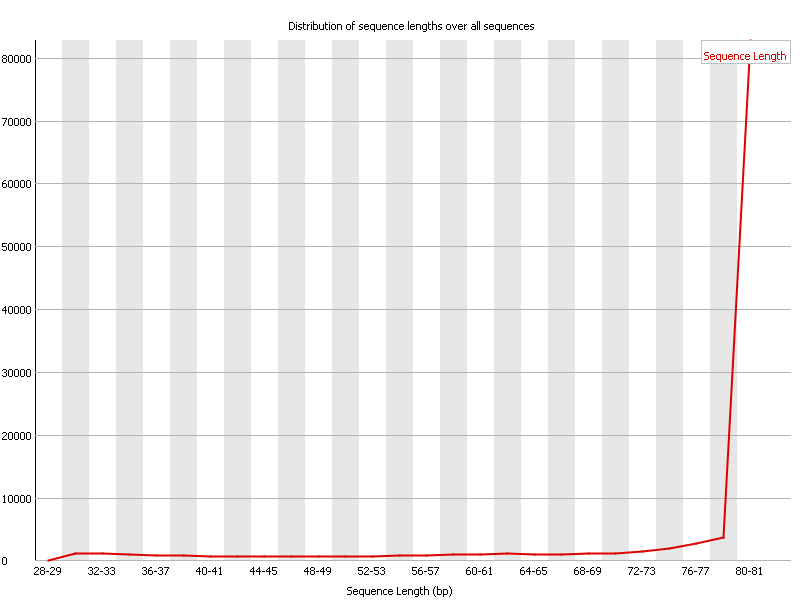 Distribution of sequence lengths over all sequences
Sequence Length
80000
70000
60000
50000
40000
30000
20000
10000
0
28-29 32-33 36-37 40-41 44-45 48-49 52-53 56-57 60-61 64-65 68-69 72-73 76-77 80-81
Sequence Length (bp)